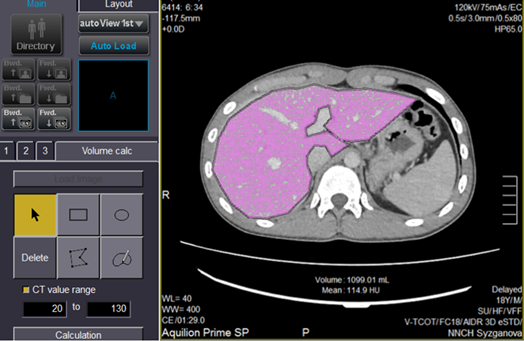 Main
Layout
Directory
autoView 1st
Auto Load
Bwd.
Fwd.
Bwd.
Fwd.
Bwd.
Fwd.
A
1
2
3
Volume calc
Load Image
Delete
CT value range
20 to 130
Calculation
6414: 6:34
-117.5mm
+0.0D
120kV/75mAs/EC
0.5s/3.0mm/0.5x80
HP65.0
R
Volume : 1099.01 mL
Mean : 114.9 HU
WL= 40
WW= 400
CE/01:29.0
Aquilion Prime SP
P
Delayed
18Y/M
SU/HF/VFF
V-TCOT/FC18/AIDR 3D eSTD/
NNCH Syzganova